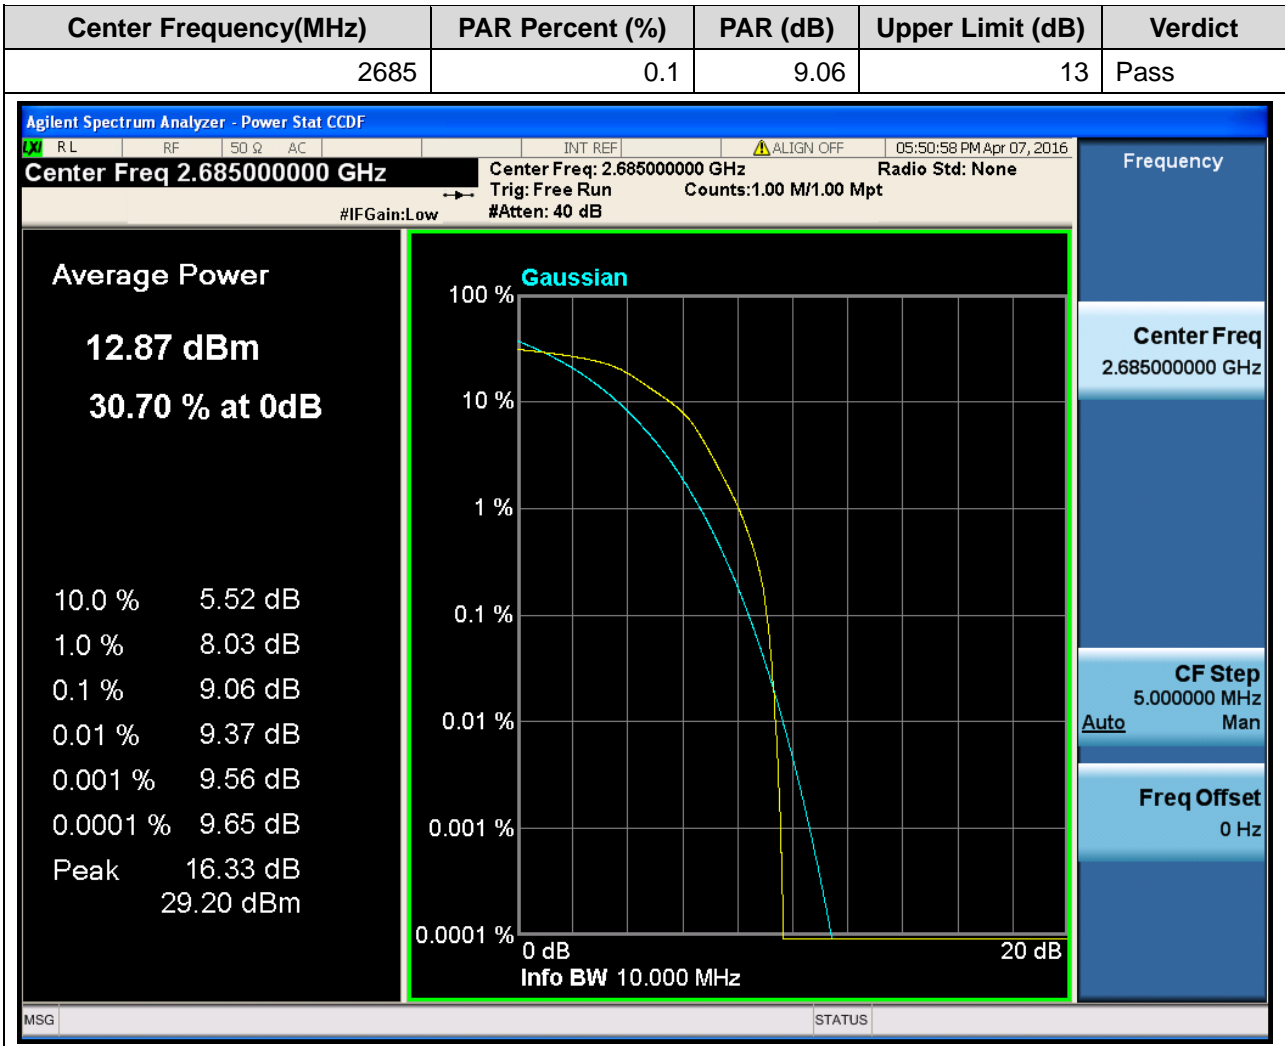 Center Frequency(MHz) PAR Percent (%) PAR (dB) Upper Limit (dB) Verdict
2685 0.1 9.06 13 Pass
Agilent Spectrum Analyzer - Power Stat CCDF
LXI RL RF 50 Ω AC INT REF ALIGN OFF 05:50:58 PM Apr 07, 2016
Center Freq 2.685000000 GHz
Center Freq: 2.685000000 GHz Radio Std: None
Trig: Free Run Counts:1.00 M/1.00 Mpt
#IFGain:Low #Atten: 40 dB
Average Power
12.87 dBm
30.70 % at 0dB
10.0 % 5.52 dB
1.0 % 8.03 dB
0.1 % 9.06 dB
0.01 % 9.37 dB
0.001 % 9.56 dB
0.0001 % 9.65 dB
Peak 16.33 dB
29.20 dBm
Gaussian
100 %
10 %
1 %
0.1 %
0.01 %
0.001 %
0.0001 %
0 dB 20 dB
Info BW 10.000 MHz
Frequency
Center Freq
2.685000000 GHz
CF Step
5.000000 MHz
Auto Man
Freq Offset
0 Hz
MSG STATUS